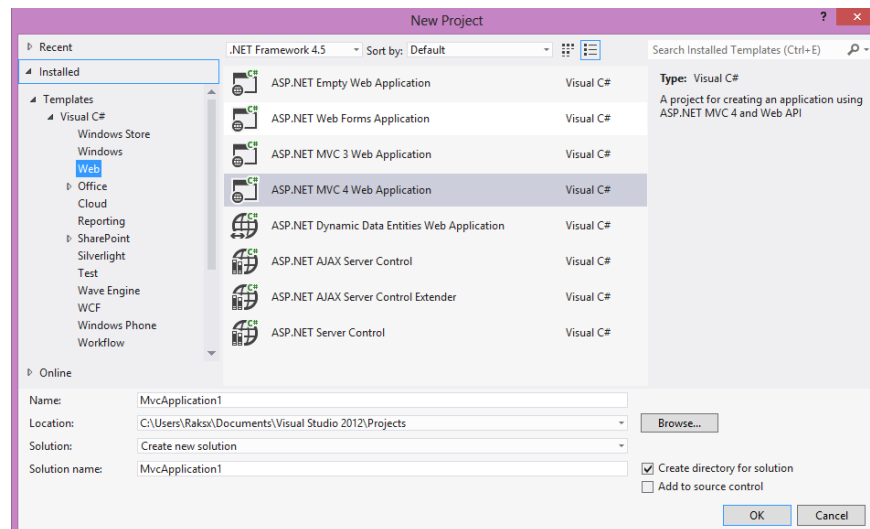 New Project
?
Recent
.NET Framework 4.5
Sort by: Default
Search Installed Templates (Ctrl+E)
Installed
Templates
Visual C#
Windows Store
Windows
Web
Office
Cloud
Reporting
SharePoint
Silverlight
Test
Wave Engine
WCF
Windows Phone
Workflow
Online
C# ASP.NET Empty Web Application Visual C#
C# ASP.NET Web Forms Application Visual C#
C# ASP.NET MVC 3 Web Application Visual C#
C# ASP.NET MVC 4 Web Application Visual C#
C# ASP.NET Dynamic Data Entities Web Application Visual C#
C# ASP.NET AJAX Server Control Visual C#
C# ASP.NET AJAX Server Control Extender Visual C#
C# ASP.NET Server Control Visual C#
Type: Visual C#
A project for creating an application using
ASP.NET MVC 4 and Web API
Name: MvcApplication1
Location: C:\Users\Raksx\Documents\Visual Studio 2012\Projects Browse...
Solution: Create new solution
Solution name: MvcApplication1
Create directory for solution
Add to source control
OK Cancel